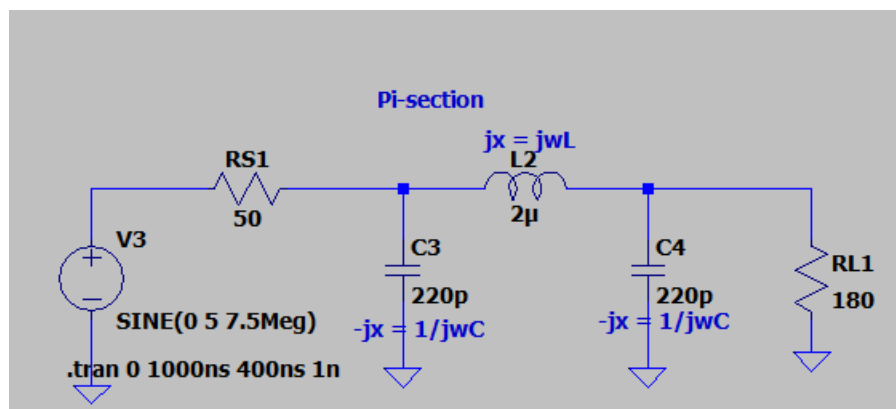 Pi-section
jx = jwL
RS1
L2
50
2µ
V3
C3
C4
RL1
220p
220p
180
SINE(0 5 7.5Meg)
-jx = 1/jwC
-jx = 1/jwC
.tran 0 1000ns 400ns 1n